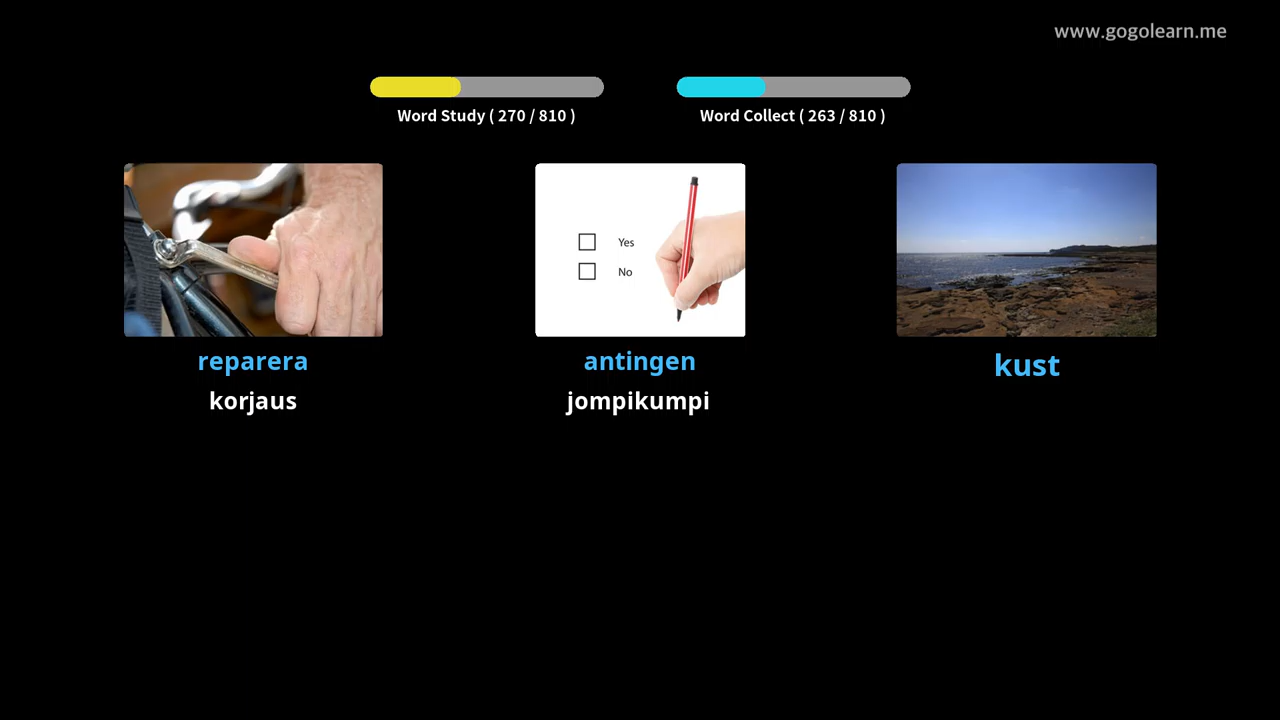 www.gogolearn.me
Word Study ( 270 / 810 )
Word Collect ( 263 / 810 )
Yes
No
reparera
korjaus
antingen
jompikumpi
kust